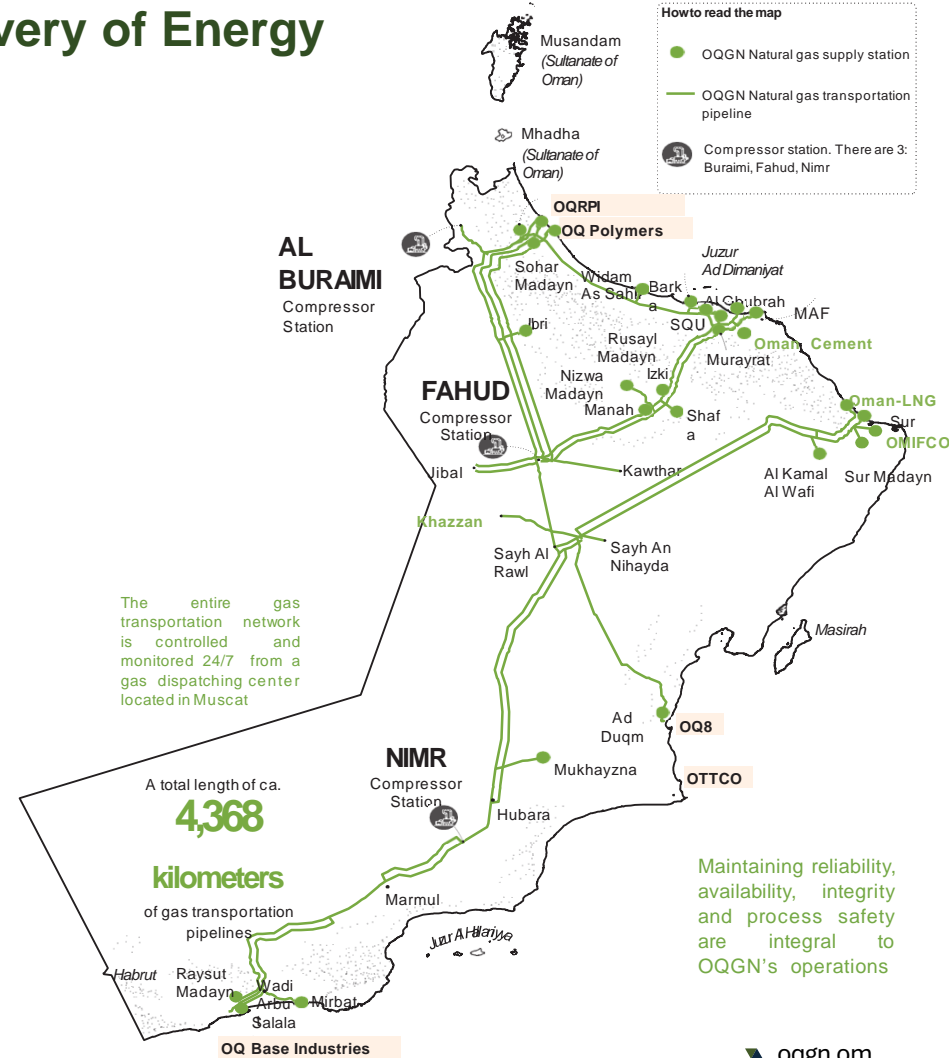 very of Energy
How to read the map
OQGN Natural gas supply station
OQGN Natural gas transportation
pipeline
Compressor station. There are 3:
Buraimi, Fahud, Nimr
Musandam
(Sultanate of
Oman)
Mhadha
(Sultanate of
Oman)
OQRPI
OQ Polymers
AL
BURAIMI
Compressor
Station
Sohar
Madayn
Widam
As Sahil
Bark
a
Juzur
Ad Dimaniyat
Al Ghubrah
MAF
SQU
Oman Cement
Ibri
Rusayl
Madayn
Murayrat
Nizwa
Madayn
Izki
Manah
Shaf
a
FAHUD
Compressor
Station
Jibal
Kawthar
Oman-LNG
Sur
OMIFCO
Al Kamal
Al Wafi
Sur Madayn
Khazzan
Sayh Al
Rawl
Sayh An
Nihayda
The entire gas
transportation network
is controlled and
monitored 24/7 from a
gas dispatching center
located in Muscat
Masirah
Ad
Duqm
OQ8
OTTCO
NIMR
Compressor
Station
Mukhayzna
Hubara
A total length of ca.
4,368
kilometers
of gas transportation
pipelines
Marmul
Maintaining reliability,
availability, integrity
and process safety
are integral to
OQGN's operations
Habrut
Raysut
Madayn
Wadi
Arbu
Mirbat
Salala
OQ Base Industries
oqgn.om